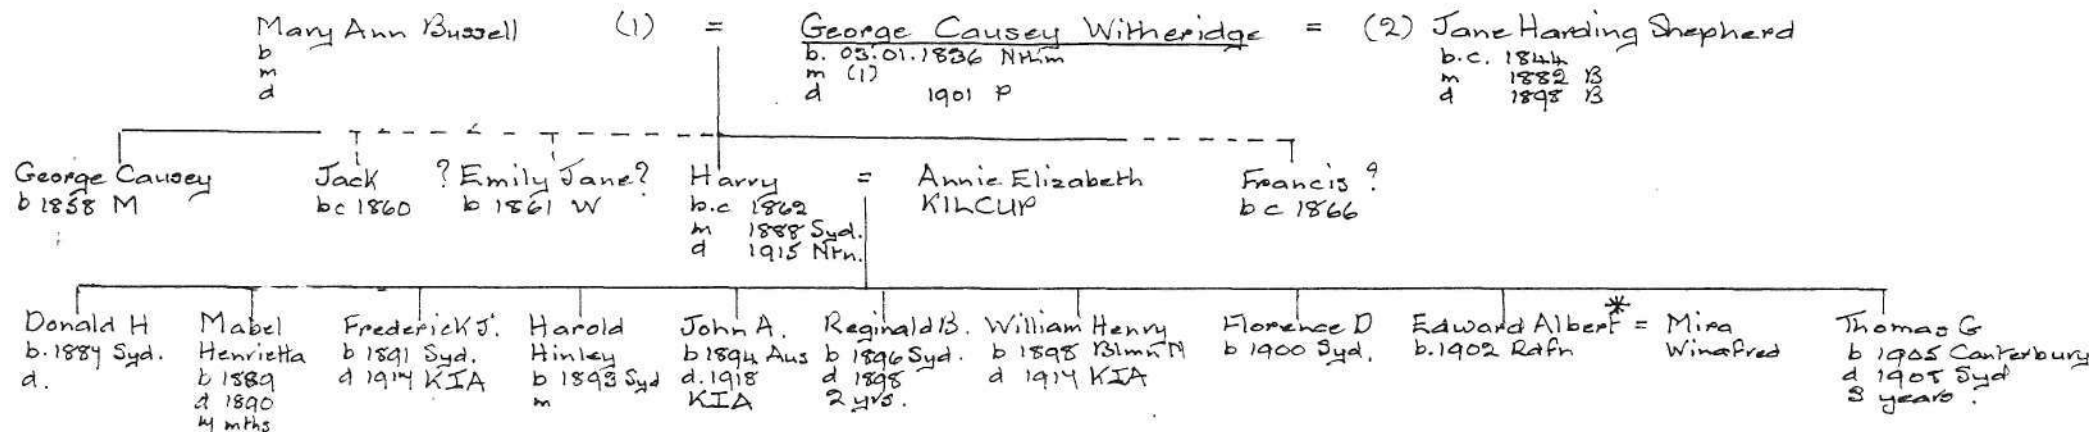 Mary Ann Bussell (1) = George Causey Witheridge = (2) Jane Harding Shepherd
b
m
d
b. 03.01.1836 Nthm
m (1)
d 1901 P
b.c. 1844
m 1882 B
d 1898 B
George Causey
b 1858 M
Jack ?
bc 1860
Emily Jane?
b 1861 W
Harry =
b.c 1862
m 1888 Syd.
d 1915 Ntn.
Annie Elizabeth
KILCUP
Francis ?
b c 1866
Donald H
b. 1889 Syd.
d.
Mabel
Henrietta
b 1889
d 1890
4 mths
Frederick J.
b 1891 Syd.
d 1917 KIA
Harold
Hinley
b 1893 Syd
m
John A.
b 1894 Aus
d. 1918
KIA
Reginald B.
b 1896 Syd.
d 1898
2 yrs.
William Henry
b 1898 Blmn N
d 1917 KIA
Florence D
b 1900 Syd.
Edward Albert * =
b. 1902 Rdfn
Mira
Winafred
Thomas G
b 1905 Canterbury
d 1908 Syd
3 years.